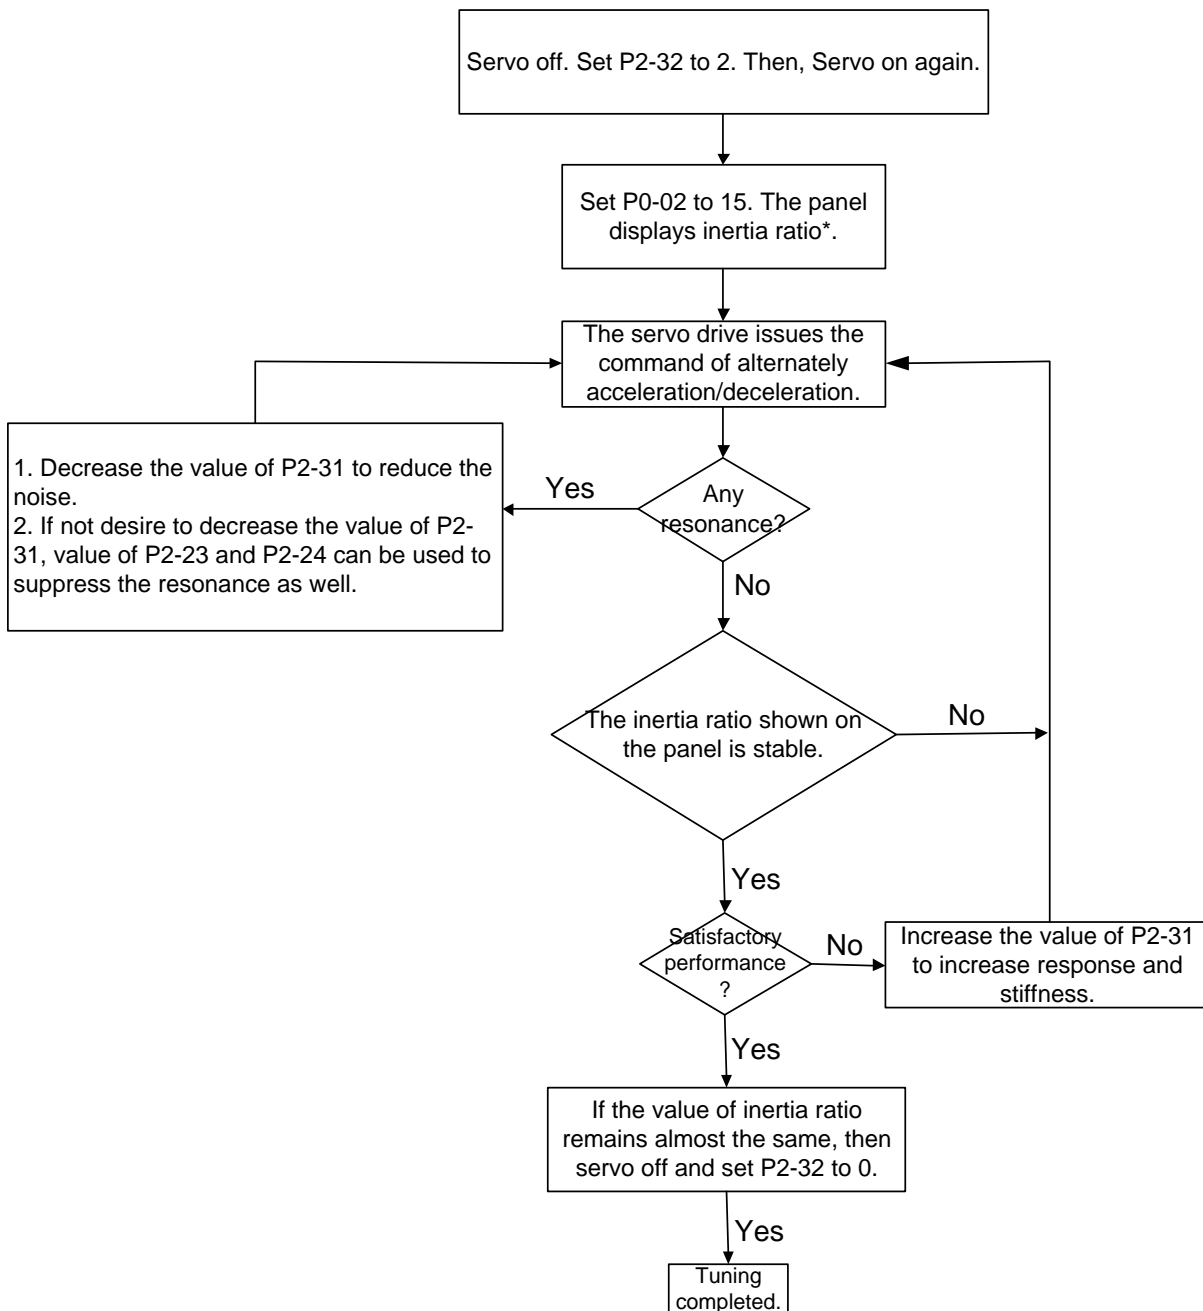 Servo off. Set P2-32 to 2. Then, Servo on again.
Set P0-02 to 15. The panel
displays inertia ratio*.
The servo drive issues the
command of alternately
acceleration/deceleration.
1. Decrease the value of P2-31 to reduce the
noise.
2. If not desire to decrease the value of P2-
31, value of P2-23 and P2-24 can be used to
suppress the resonance as well.
Yes
Any
resonance?
No
The inertia ratio shown on
the panel is stable.
No
Yes
Satisfactory
performance
?
No
Increase the value of P2-31
to increase response and
stiffness.
Yes
If the value of inertia ratio
remains almost the same, then
servo off and set P2-32 to 0.
Yes
Tuning
completed.